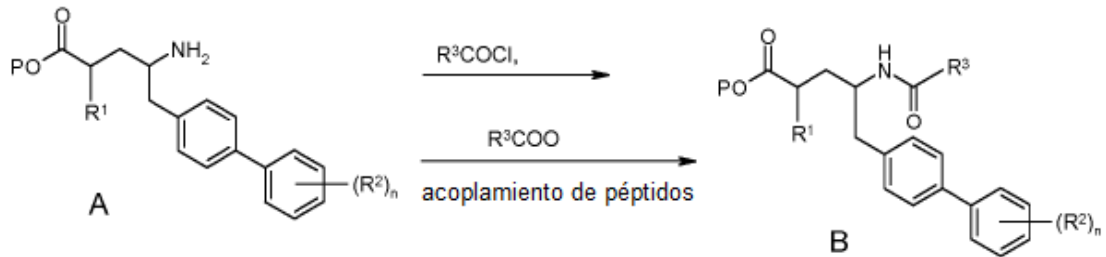 O
PO
R¹
NH₂
(R²)ₙ
A
R³COCl,
R³COO
acoplamiento de péptidos
O
PO
R¹
H
N
R³
O
(R²)ₙ
B